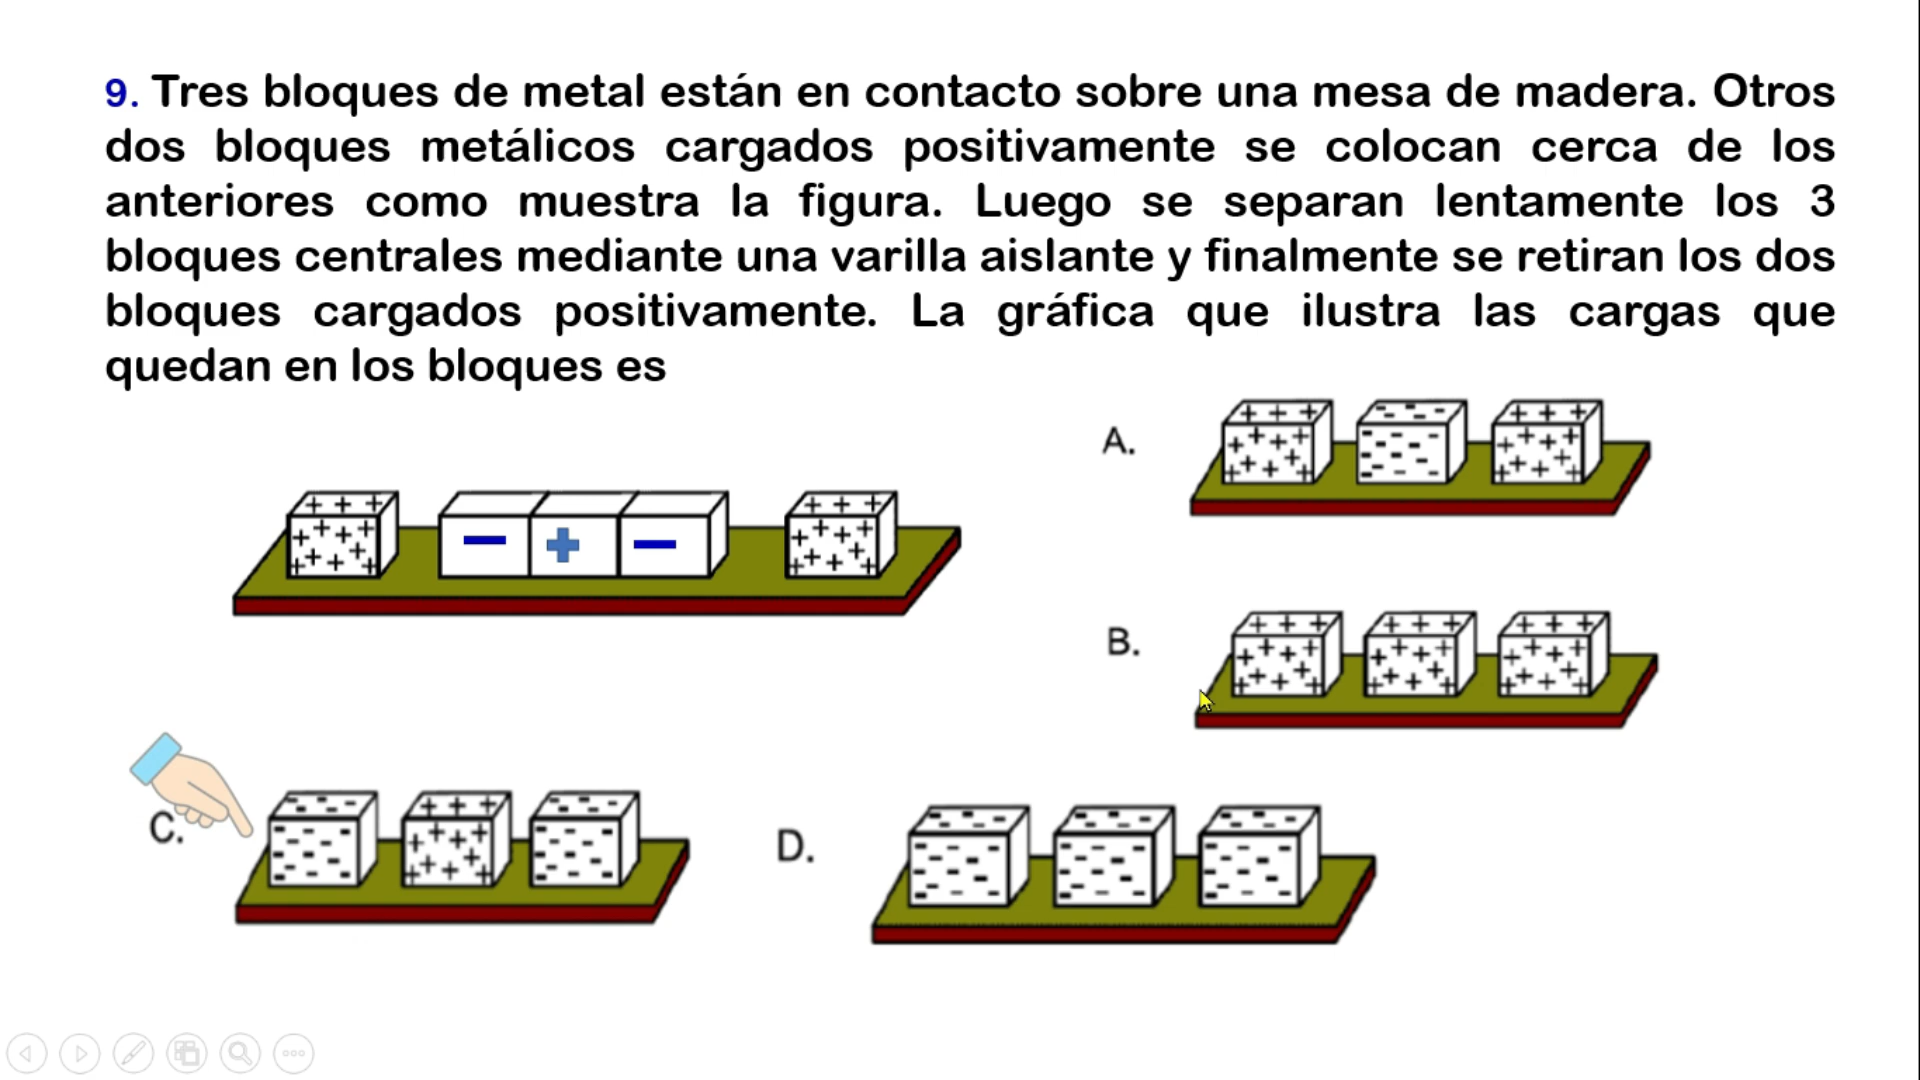 9. Tres bloques de metal están en contacto sobre una mesa de madera. Otros
dos bloques metálicos cargados positivamente se colocan cerca de los
anteriores como muestra la figura. Luego se separan lentamente los 3
bloques centrales mediante una varilla aislante y finalmente se retiran los dos
bloques cargados positivamente. La gráfica que ilustra las cargas que
quedan en los bloques es
A.
B.
C.
D.